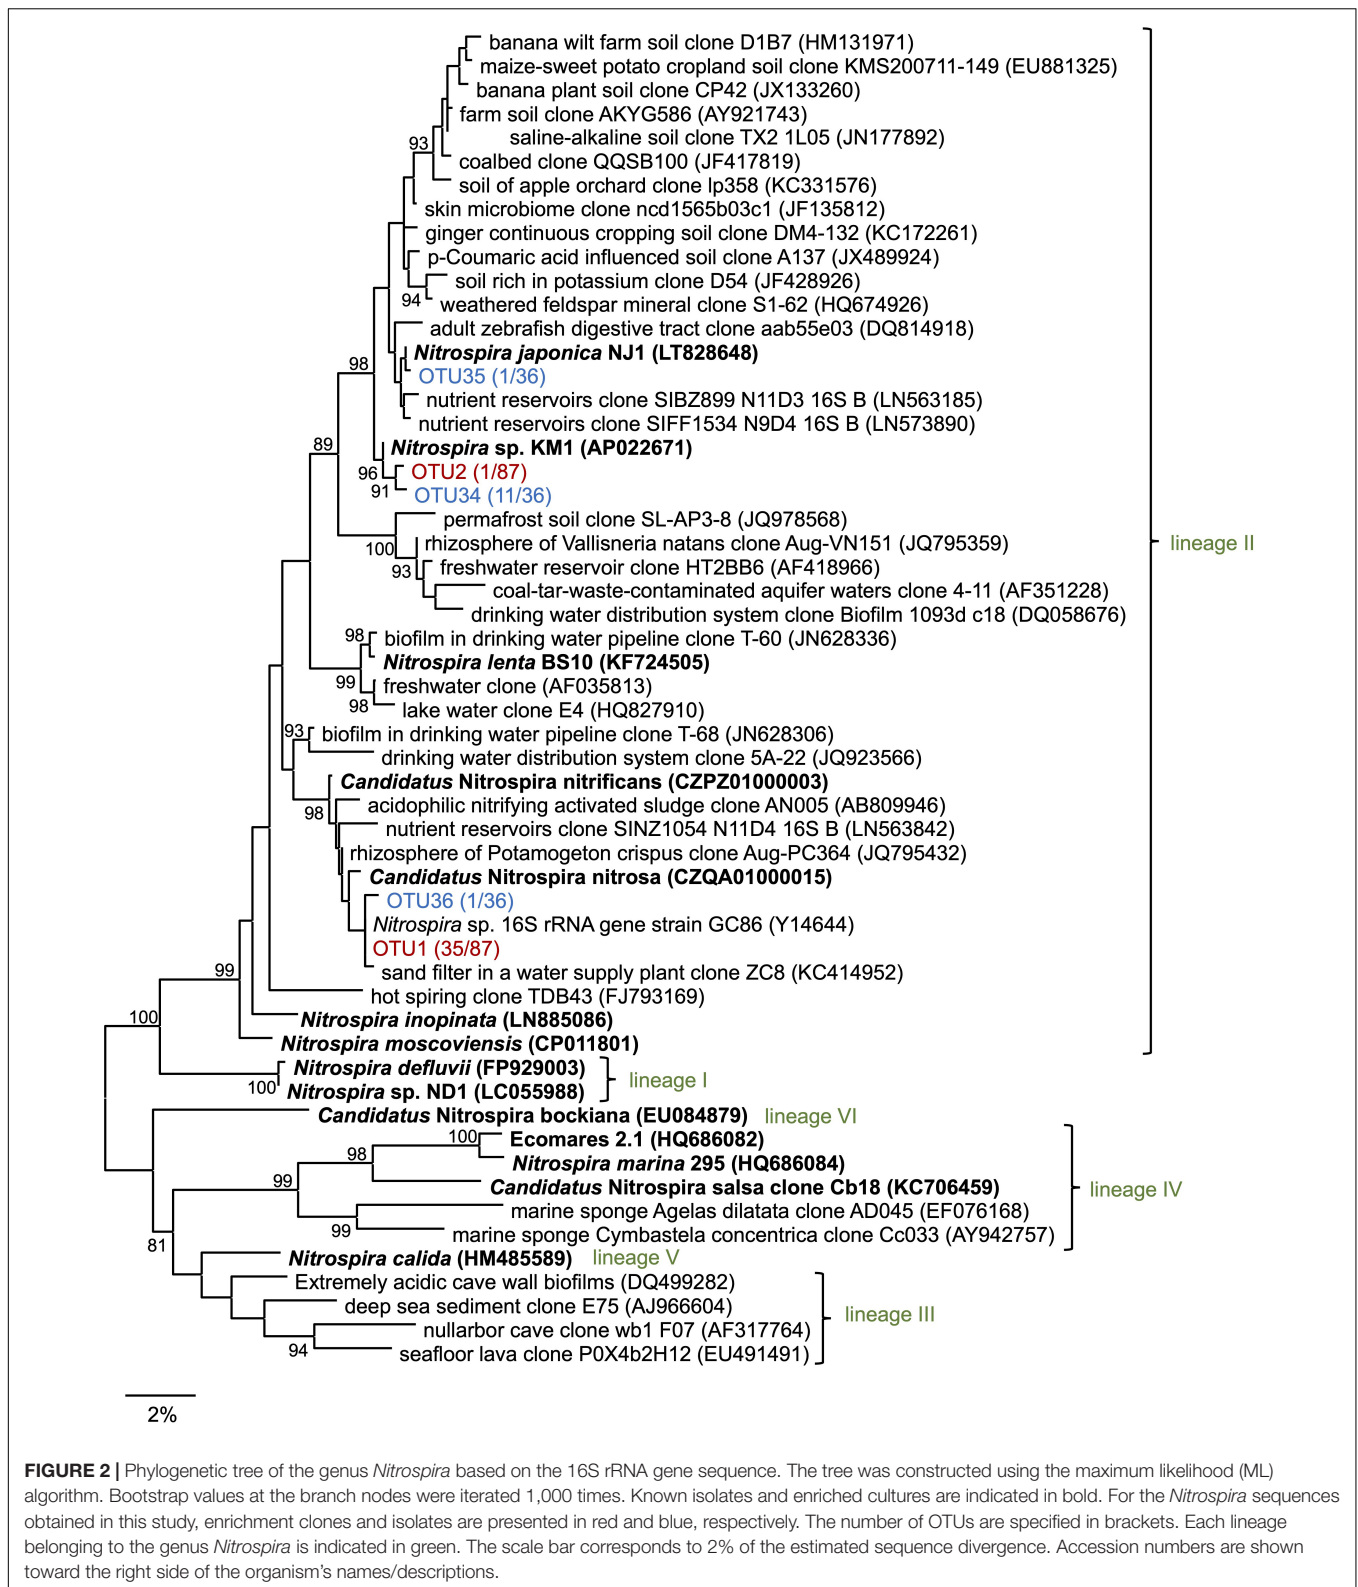 banana wilt farm soil clone D1B7 (HM131971)
maize-sweet potato cropland soil clone KMS200711-149 (EU881325)
banana plant soil clone CP42 (JX133260)
farm soil clone AKYG586 (AY921743)
saline-alkaline soil clone TX2 1L05 (JN177892)
93
coalbed clone QQSB100 (JF417819)
soil of apple orchard clone lp358 (KC331576)
skin microbiome clone ncd1565b03c1 (JF135812)
ginger continuous cropping soil clone DM4-132 (KC172261)
p-Coumaric acid influenced soil clone A137 (JX489924)
soil rich in potassium clone D54 (JF428926)
94
weathered feldspar mineral clone S1-62 (HQ674926)
adult zebrafish digestive tract clone aab55e03 (DQ814918)
Nitrospira japonica NJ1 (LT828648)
98
OTU35 (1/36)
nutrient reservoirs clone SIBZ899 N11D3 16S B (LN563185)
nutrient reservoirs clone SIFF1534 N9D4 16S B (LN573890)
89
Nitrospira sp. KM1 (AP022671)
96
OTU2 (1/87)
91
OTU34 (11/36)
permafrost soil clone SL-AP3-8 (JQ978568)
100
rhizosphere of Vallisneria natans clone Aug-VN151 (JQ795359)
lineage II
93
freshwater reservoir clone HT2BB6 (AF418966)
coal-tar-waste-contaminated aquifer waters clone 4-11 (AF351228)
drinking water distribution system clone Biofilm 1093d c18 (DQ058676)
98
biofilm in drinking water pipeline clone T-60 (JN628336)
Nitrospira lenta BS10 (KF724505)
99
freshwater clone (AF035813)
98
lake water clone E4 (HQ827910)
93
biofilm in drinking water pipeline clone T-68 (JN628306)
drinking water distribution system clone 5A-22 (JQ923566)
Candidatus Nitrospira nitrificans (CZPZ01000003)
98
acidophilic nitrifying activated sludge clone AN005 (AB809946)
nutrient reservoirs clone SINZ1054 N11D4 16S B (LN563842)
rhizosphere of Potamogeton crispus clone Aug-PC364 (JQ795432)
Candidatus Nitrospira nitrosa (CZQA01000015)
OTU36 (1/36)
Nitrospira sp. 16S rRNA gene strain GC86 (Y14644)
OTU1 (35/87)
99
sand filter in a water supply plant clone ZC8 (KC414952)
hot spiring clone TDB43 (FJ793169)
100
Nitrospira inopinata (LN885086)
Nitrospira moscoviensis (CP011801)
Nitrospira defluvii (FP929003)
lineage I
100
Nitrospira sp. ND1 (LC055988)
Candidatus Nitrospira bockiana (EU084879) lineage VI
100
Ecomares 2.1 (HQ686082)
98
Nitrospira marina 295 (HQ686084)
99
Candidatus Nitrospira salsa clone Cb18 (KC706459)
lineage IV
marine sponge Agelas dilatata clone AD045 (EF076168)
99
marine sponge Cymbastela concentrica clone Cc033 (AY942757)
81
Nitrospira calida (HM485589) lineage V
Extremely acidic cave wall biofilms (DQ499282)
deep sea sediment clone E75 (AJ966604)
lineage III
nullarbor cave clone wb1 F07 (AF317764)
94
seafloor lava clone P0X4b2H12 (EU491491)
2%
FIGURE 2 | Phylogenetic tree of the genus Nitrospira based on the 16S rRNA gene sequence. The tree was constructed using the maximum likelihood (ML)
algorithm. Bootstrap values at the branch nodes were iterated 1,000 times. Known isolates and enriched cultures are indicated in bold. For the Nitrospira sequences
obtained in this study, enrichment clones and isolates are presented in red and blue, respectively. The number of OTUs are specified in brackets. Each lineage
belonging to the genus Nitrospira is indicated in green. The scale bar corresponds to 2% of the estimated sequence divergence. Accession numbers are shown
toward the right side of the organism's names/descriptions.